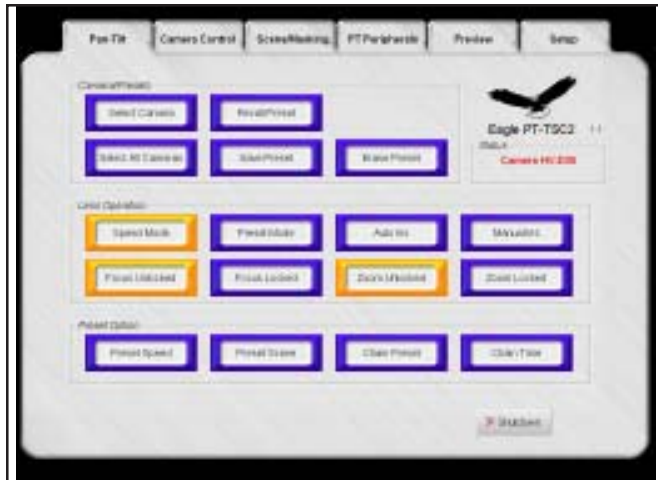 Pan-Tilt
Camera Control
Scene/Masking
PT Peripherals
Preview
Setup
Camera/Presets
Select Camera
Recall Preset
Select All Cameras
Save Preset
Erase Preset
Eagle PT-TSC2
Status
Lens Operation
Speed Mode
Preset Mode
Auto Iris
Manual Iris
Focus Unlocked
Focus Locked
Zoom Unlocked
Zoom Locked
Preset Option
Preset Speed
Preset Scene
Chain Preset
Chain Time
Shutdown